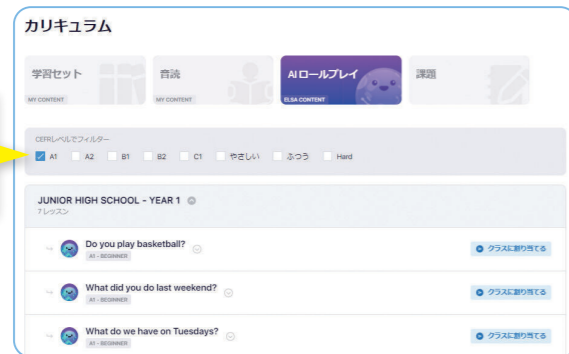 カリキュラム
学習セット
MY CONTENT
音読
MY CONTENT
AIロールプレイ
ELSA CONTENT
課題
CEFRレベルでフィルター
A1 A2 B1 B2 C1 やさしい ふつう Hard
JUNIOR HIGH SCHOOL - YEAR 1
7レッスン
Do you play basketball?
A1 - BEGINNER
クラスに割り当てる
What did you do last weekend?
A1 - BEGINNER
クラスに割り当てる
What do we have on Tuesdays?
A1 - BEGINNER
クラスに割り当てる